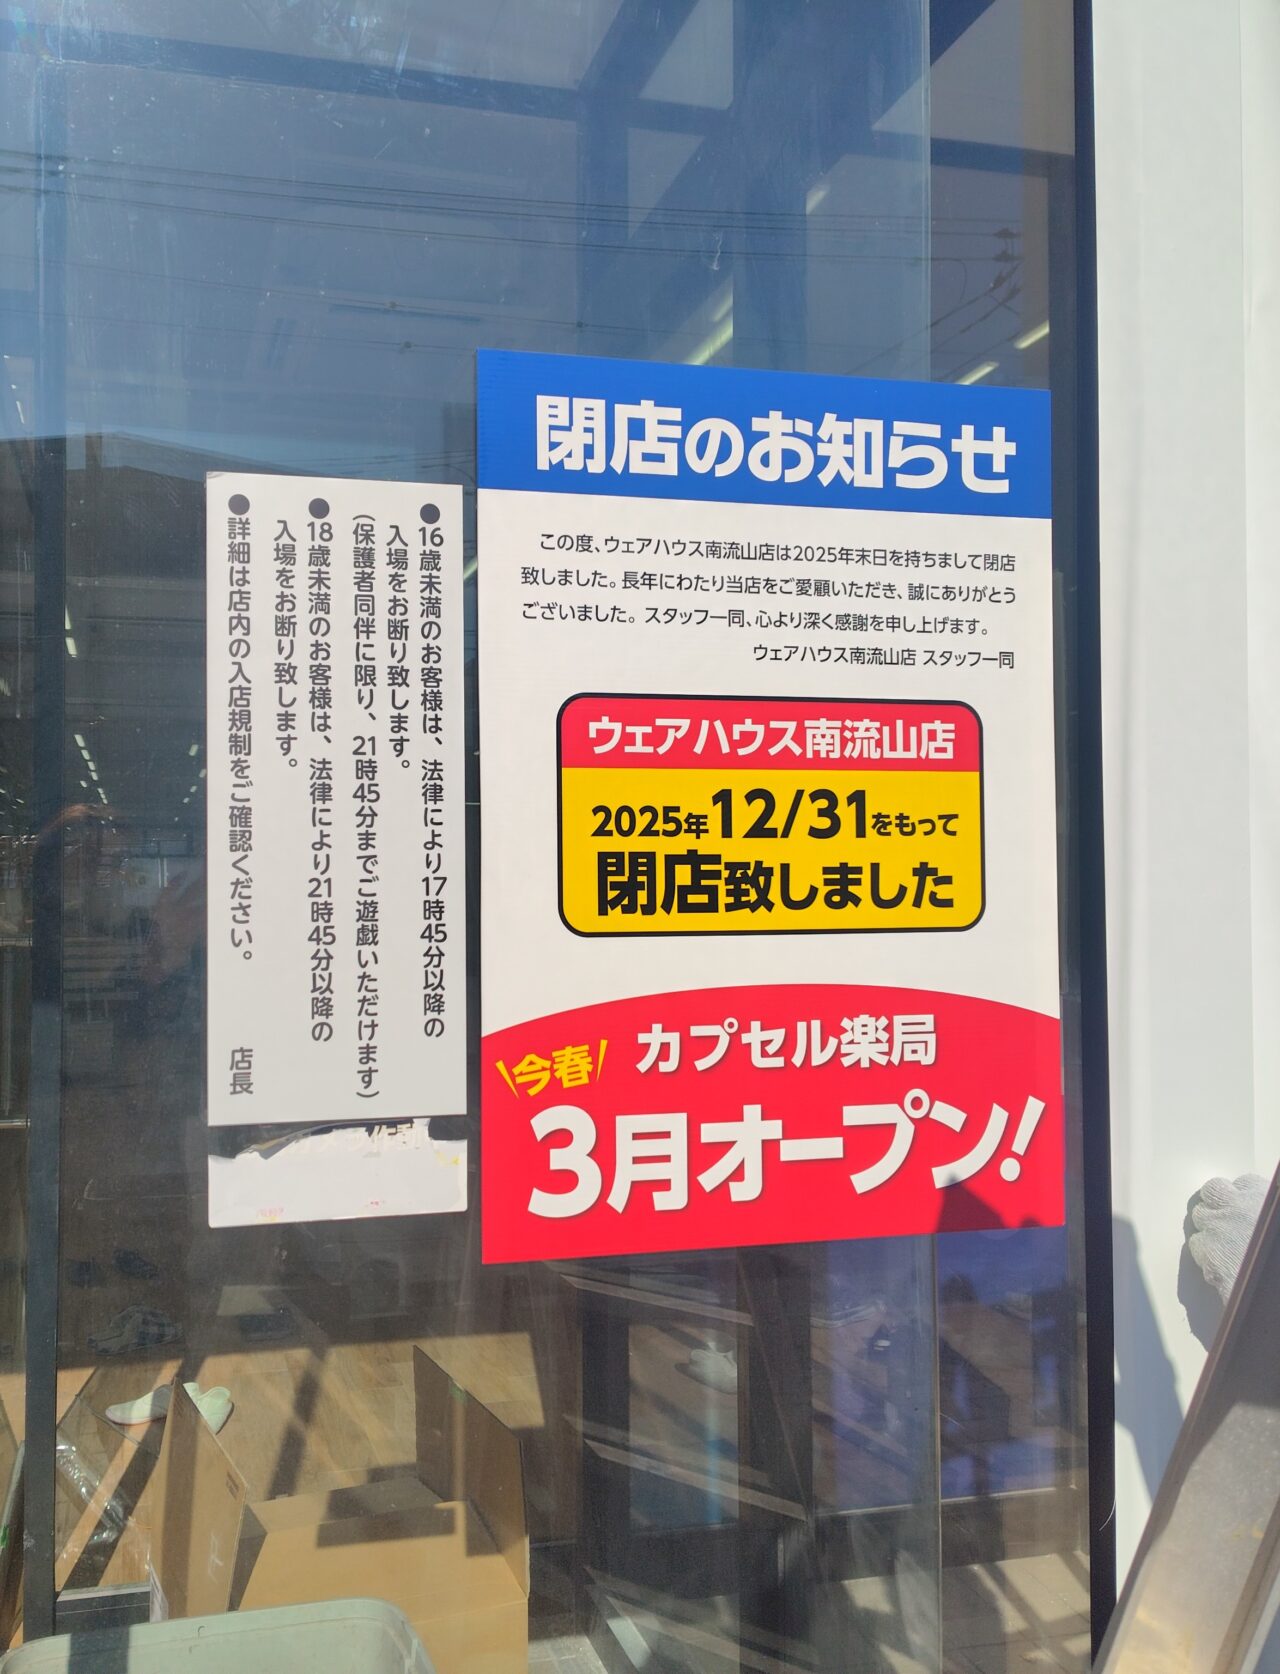 閉店のお知らせ
この度、ウェアハウス南流山店は2025年末日を持ちまして閉店
致しました。長年にわたり当店をご愛顧いただき、誠にありがとう
ございました。スタッフ一同、心より深く感謝を申し上げます。
ウェアハウス南流山店 スタッフ一同
ウェアハウス南流山店
2025年12/31をもって
閉店致しました
今春
カプセル楽局
3月オープン!
●16歳未満のお客様は、法律により17時45分以降の
入場をお断り致します。
(保護者同伴に限り、21時45分までご遊戯いただけます)
●18歳未満のお客様は、法律により21時45分以降の
入場をお断り致します。
●詳細は店内の入店規制をご確認ください。 店長